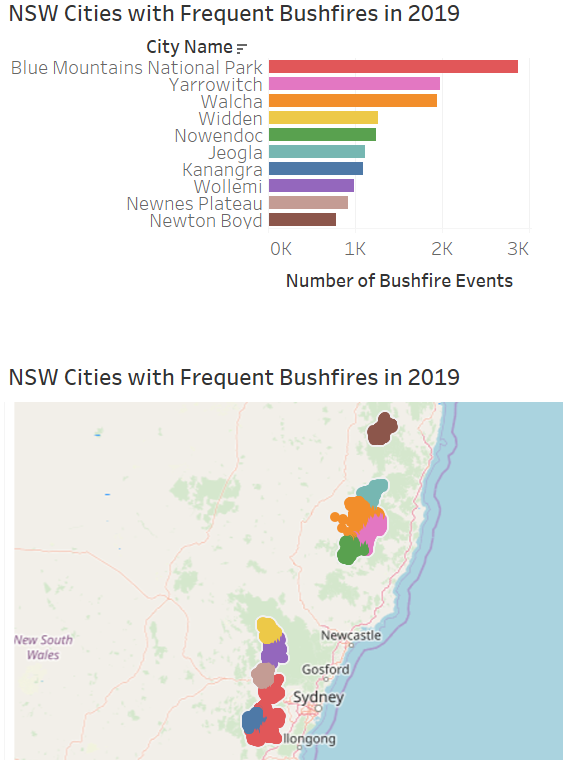 NSW Cities with Frequent Bushfires in 2019
City Name
Blue Mountains National Park
Yarrowitch
Walcha
Widden
Nowendoc
Jeogla
Kanangra
Wollemi
Newnes Plateau
Newton Boyd
0K 1K 2K 3K
Number of Bushfire Events
NSW Cities with Frequent Bushfires in 2019
New South
Wales
Newcastle
Gosford
Sydney
llongong